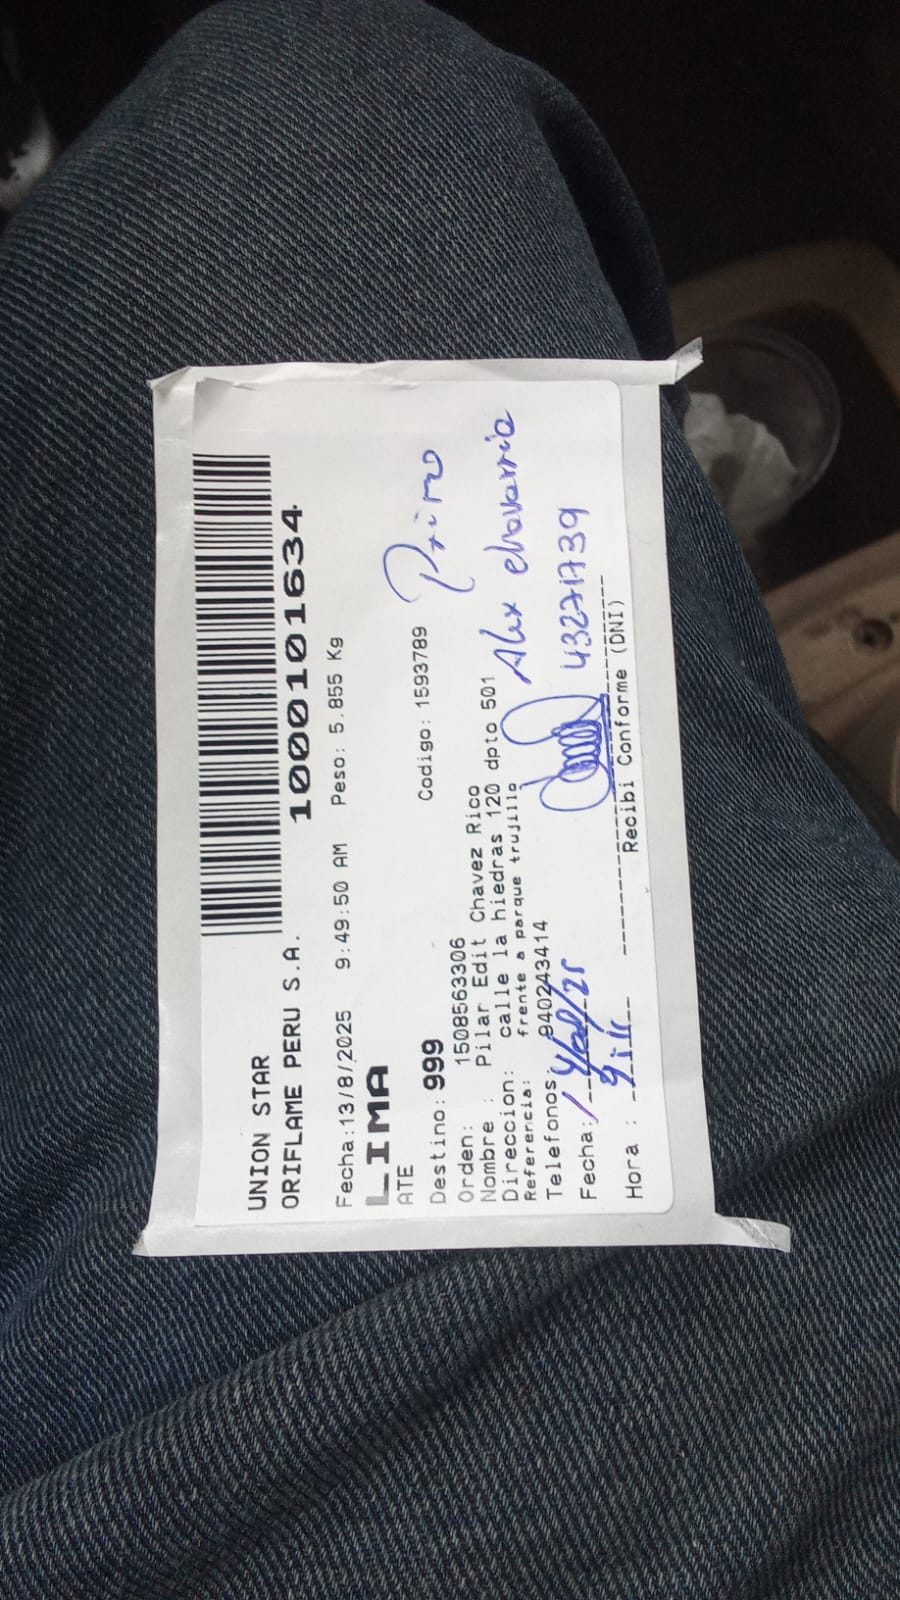 UNION STAR
ORIFLAME PERU S.A. 1000101634
Fecha:13/8/2025 9:49:50 AM Peso: 5.855 Kg
LIMA
ATE
Destino: 999 Codigo: 1593789 Primo
Orden: 1508563306
Nombre : Pilar Edit Chavez Rico
Direccion: calle la hiedras 120 dpto 501
Referencia: frente a parque trujillo Alex chavarria
Telefonos: 940243414
43271739
Fecha:
Hora :
Recibi Conforme (DNI)